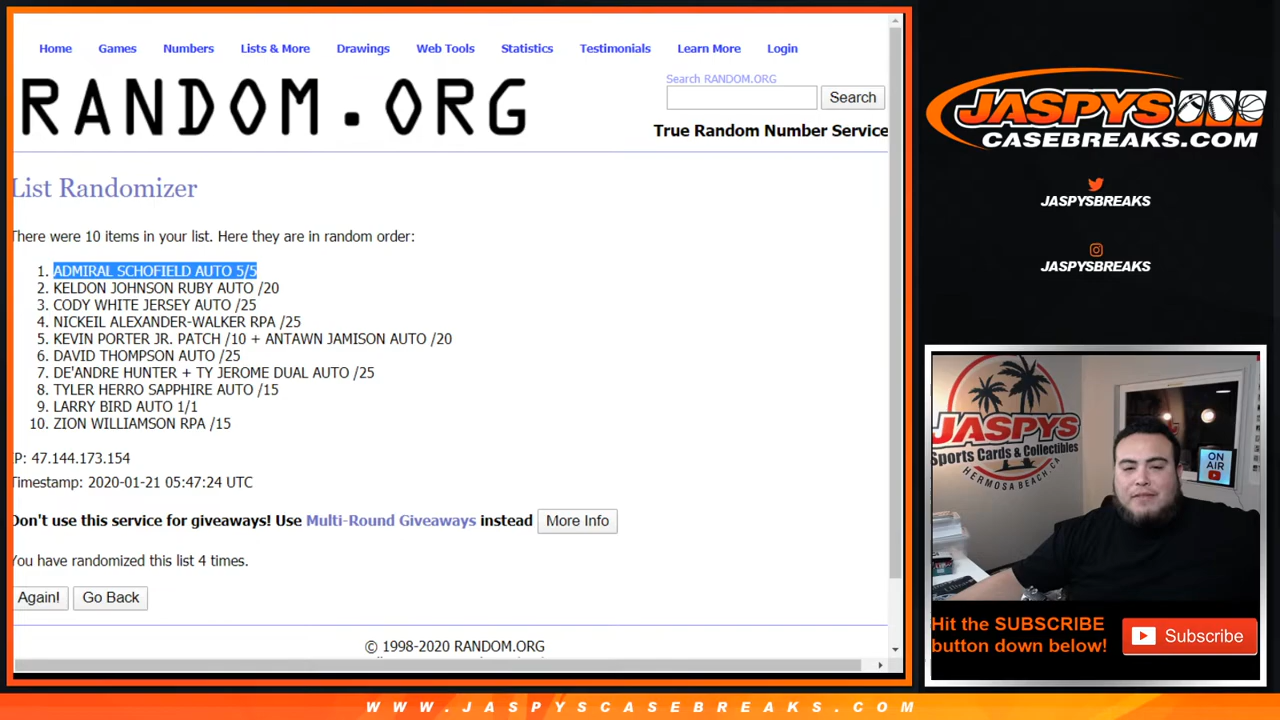 Home Games Numbers Lists & More Drawings Web Tools Statistics Testimonials Learn More Login
RANDOM.ORG
Search RANDOM.ORG
Search
True Random Number Service
List Randomizer
There were 10 items in your list. Here they are in random order:
1. ADMIRAL SCHOFIELD AUTO 5/5
2. KELDON JOHNSON RUBY AUTO /20
3. CODY WHITE JERSEY AUTO /25
4. NICKEIL ALEXANDER-WALKER RPA /25
5. KEVIN PORTER JR. PATCH /10 + ANTAWN JAMISON AUTO /20
6. DAVID THOMPSON AUTO /25
7. DE'ANDRE HUNTER + TY JEROME DUAL AUTO /25
8. TYLER HERRO SAPPHIRE AUTO /15
9. LARRY BIRD AUTO 1/1
10. ZION WILLIAMSON RPA /15
IP: 47.144.173.154
Timestamp: 2020-01-21 05:47:24 UTC
Don't use this service for giveaways! Use Multi-Round Giveaways instead More Info
You have randomized this list 4 times.
Again! Go Back
© 1998-2020 RANDOM.ORG
JASPYS
CASEBREAKS.COM
JASPYSBREAKS
JASPYSBREAKS
JASPYS
Sports Cards & Collectibles
HERMOSA BEACH, CA
ON
AIR
Hit the SUBSCRIBE
button down below!
Subscribe
WWW.JASPYSCASEBREAKS.COM